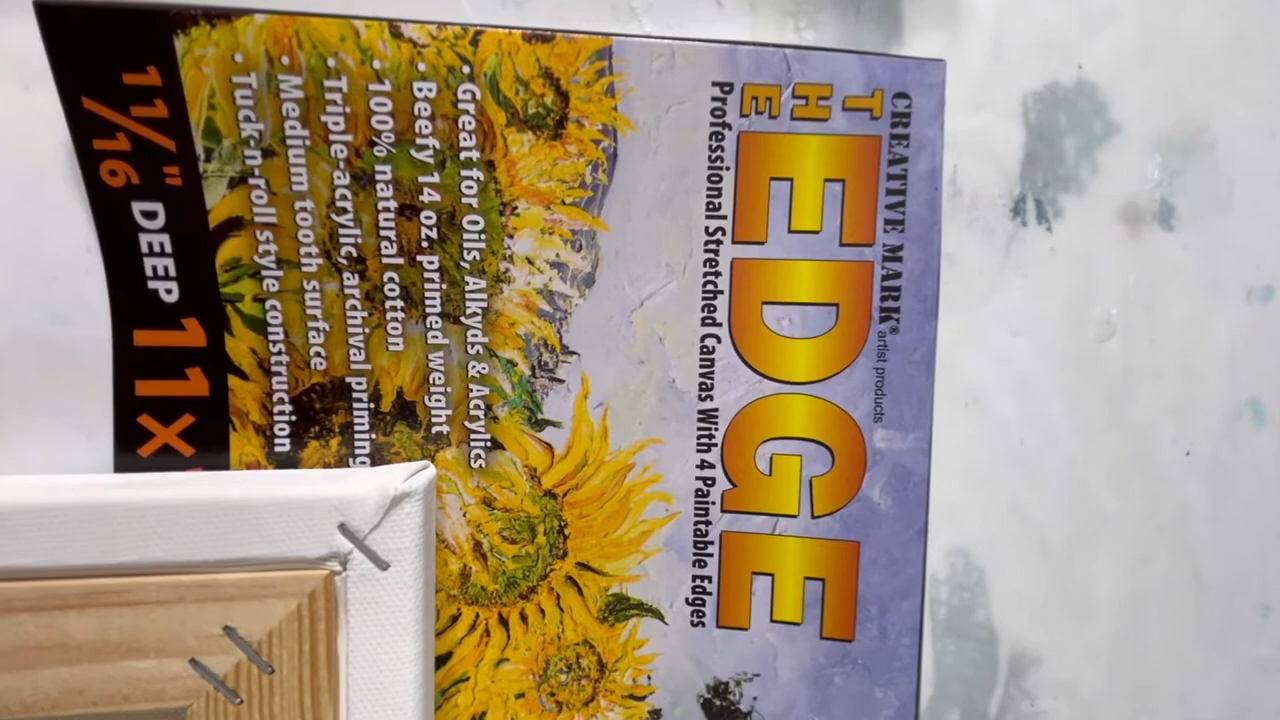 CREATIVE MARK® artist products
THE EDGE
Professional Stretched Canvas With 4 Paintable Edges
• Great for Oils, Alkyds & Acrylics
• Beefy 14 oz. primed weight
• 100% natural cotton
• Triple-acrylic, archival priming
• Medium tooth surface
• Tuck-n-roll style construction
11/16" DEEP 11×